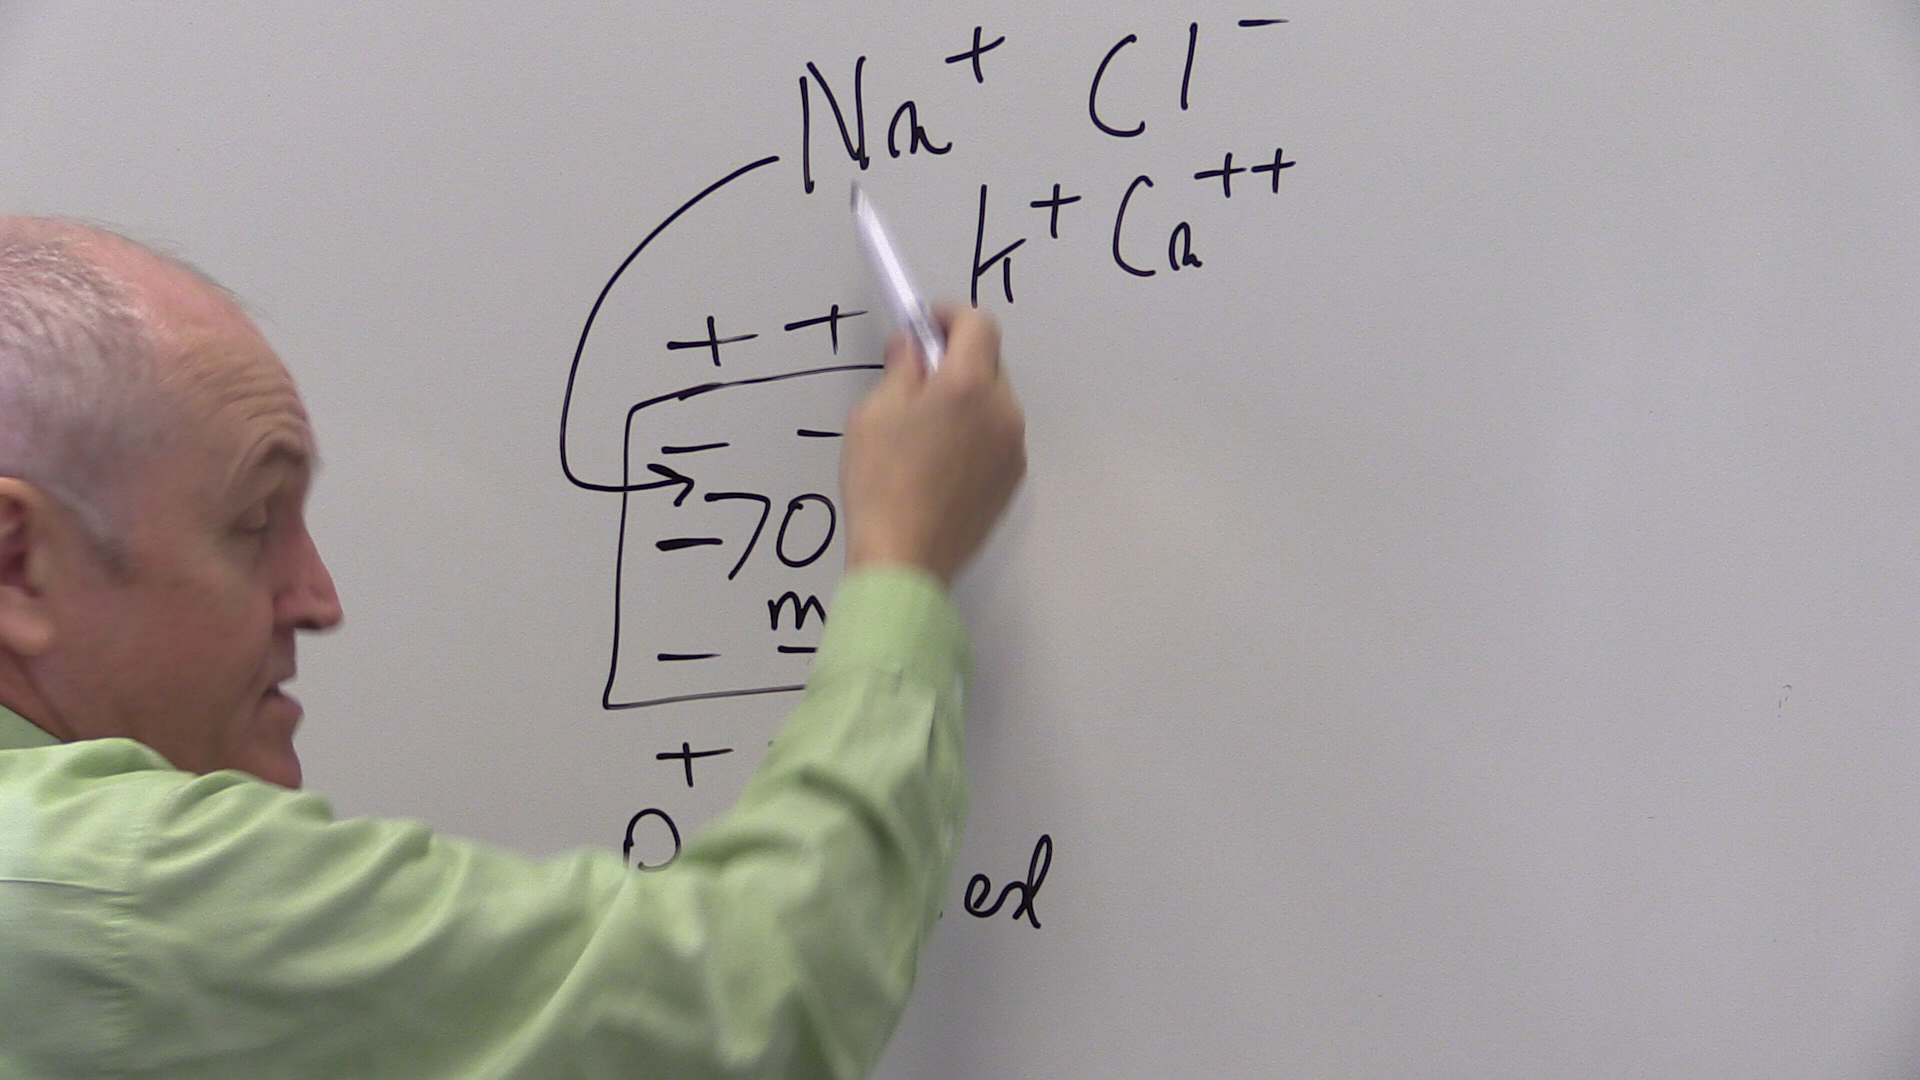 Na+ Cl-
K+ Ca++
+ +
- -
-70
m
- -
+